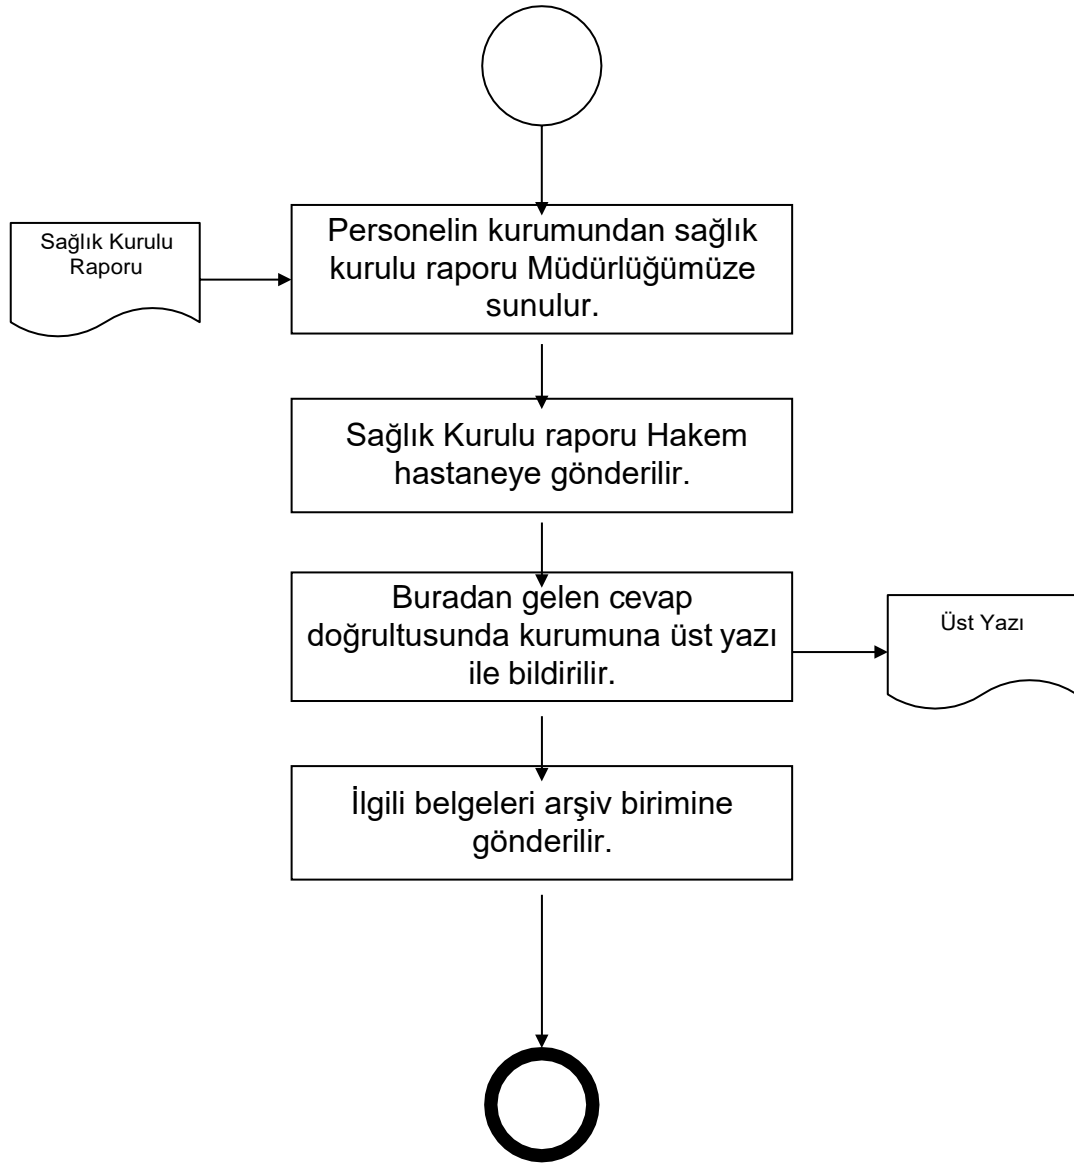 Sağlık Kurulu
Raporu
Personelin kurumundan sağlık
kurulu raporu Müdürlüğümüze
sunulur.
Sağlık Kurulu raporu Hakem
hastaneye gönderilir.
Buradan gelen cevap
doğrultusunda kurumuna üst yazı
ile bildirilir.
Üst Yazı
İlgili belgeleri arşiv birimine
gönderilir.